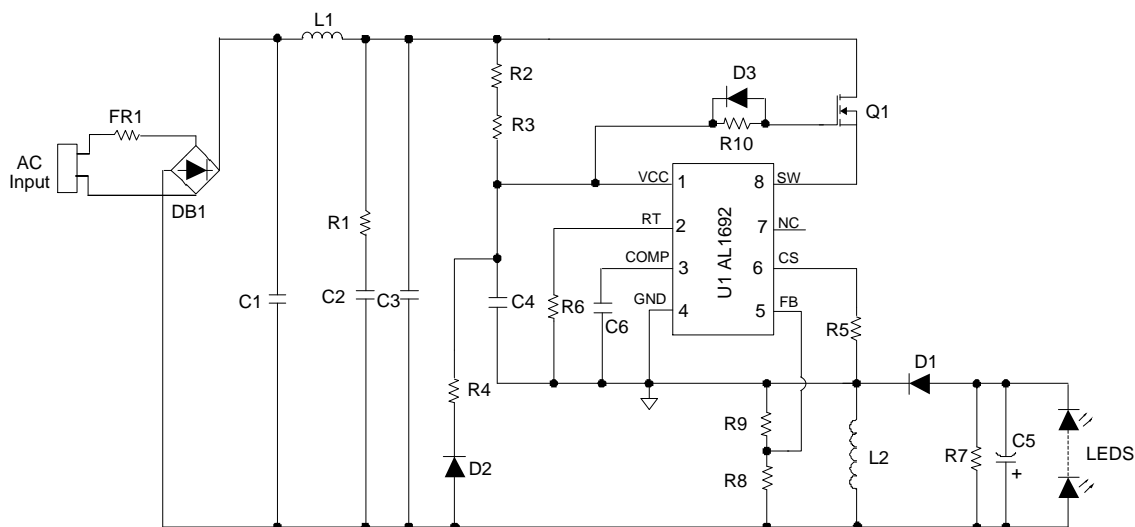 L1
R2
D3
FR1
R3
Q1
R10
AC
Input
VCC
1
8
SW
DB1
R1
RT
2
7
NC
U1 AL1692
COMP
3
6
CS
C1
C2
C3
C4
R6
C6
GND
4
5
FB
R5
R4
D1
R9
D2
R8
L2
R7
C5
+
LEDS